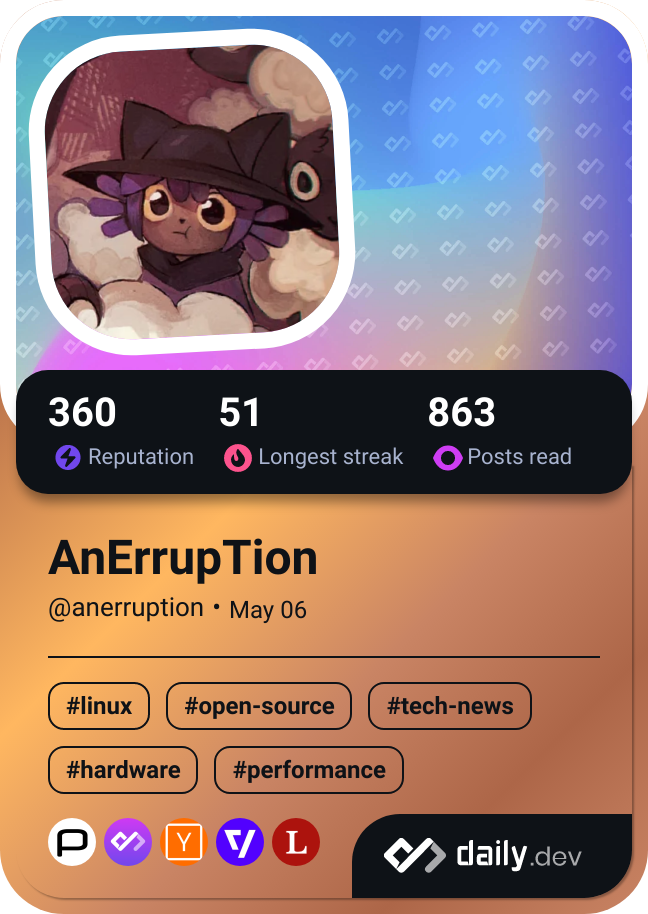 360 51 863
Reputation Longest streak Posts read
AnErrupTion
@anerruption • May 06
#linux #open-source #tech-news
#hardware #performance
P Y L
daily.dev